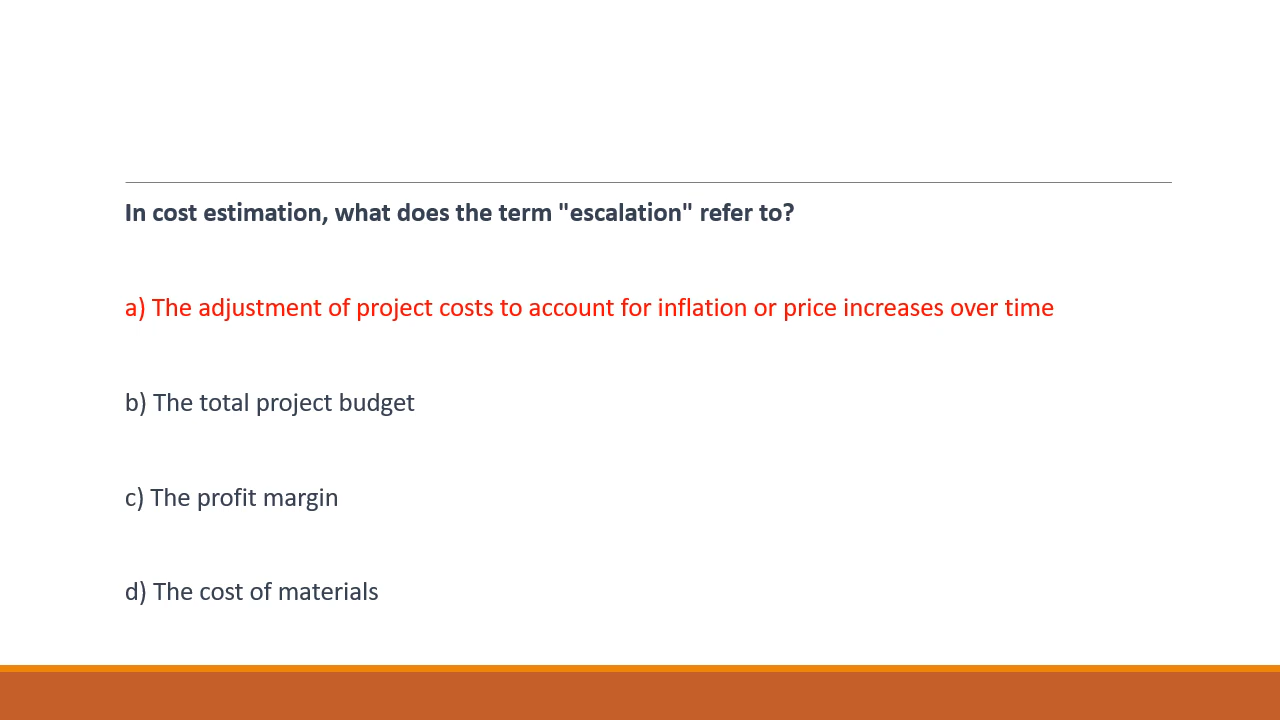 In cost estimation, what does the term "escalation" refer to?
a) The adjustment of project costs to account for inflation or price increases over time
b) The total project budget
c) The profit margin
d) The cost of materials